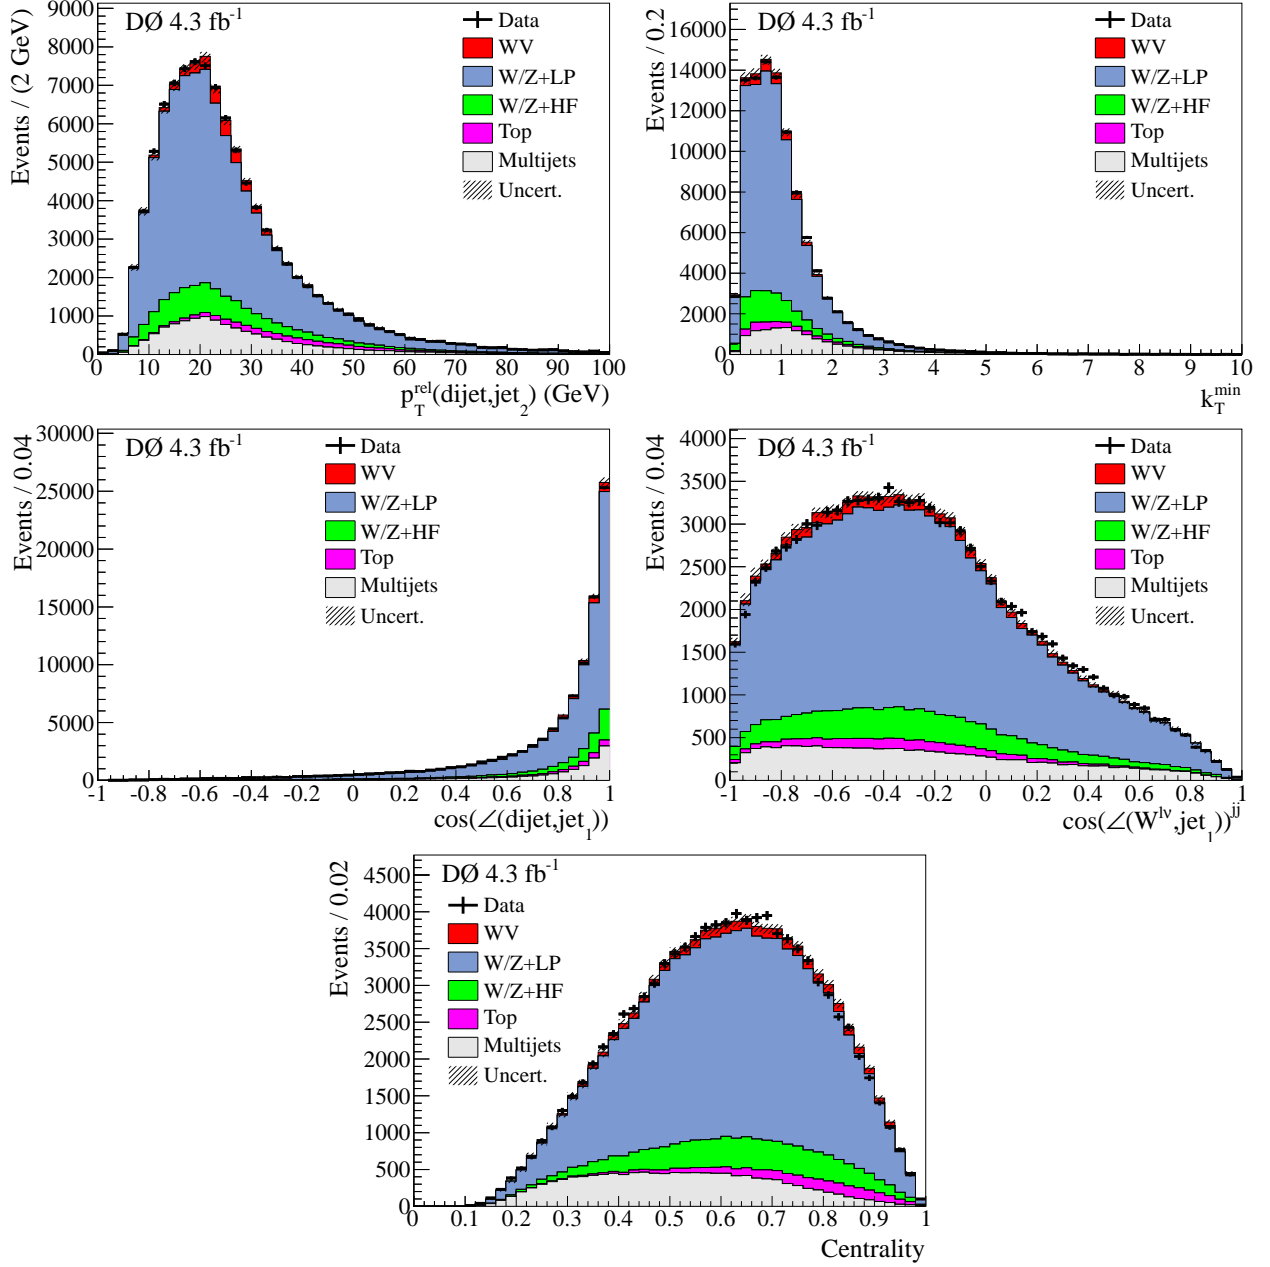 DØ 4.3 fb-1
Events / (2 GeV)
9000
8000
7000
6000
5000
4000
3000
2000
1000
0
Data
WV
W/Z+LP
W/Z+HF
Top
Multijets
Uncert.
0 10 20 30 40 50 60 70 80 90 100
p_T^rel(dijet,jet_2) (GeV)
DØ 4.3 fb-1
Events / 0.2
16000
14000
12000
10000
8000
6000
4000
2000
0
Data
WV
W/Z+LP
W/Z+HF
Top
Multijets
Uncert.
0 1 2 3 4 5 6 7 8 9 10
k_T^min
DØ 4.3 fb-1
Events / 0.04
30000
25000
20000
15000
10000
5000
0
Data
WV
W/Z+LP
W/Z+HF
Top
Multijets
Uncert.
-1 -0.8 -0.6 -0.4 -0.2 0 0.2 0.4 0.6 0.8 1
cos(∠(dijet,jet_1))
DØ 4.3 fb-1
Events / 0.04
4000
3500
3000
2500
2000
1500
1000
500
0
Data
WV
W/Z+LP
W/Z+HF
Top
Multijets
Uncert.
-1 -0.8 -0.6 -0.4 -0.2 0 0.2 0.4 0.6 0.8 1
cos(∠(W^lν,jet_1))^jj
DØ 4.3 fb-1
Events / 0.02
4500
4000
3500
3000
2500
2000
1500
1000
500
0
Data
WV
W/Z+LP
W/Z+HF
Top
Multijets
Uncert.
0 0.1 0.2 0.3 0.4 0.5 0.6 0.7 0.8 0.9 1
Centrality